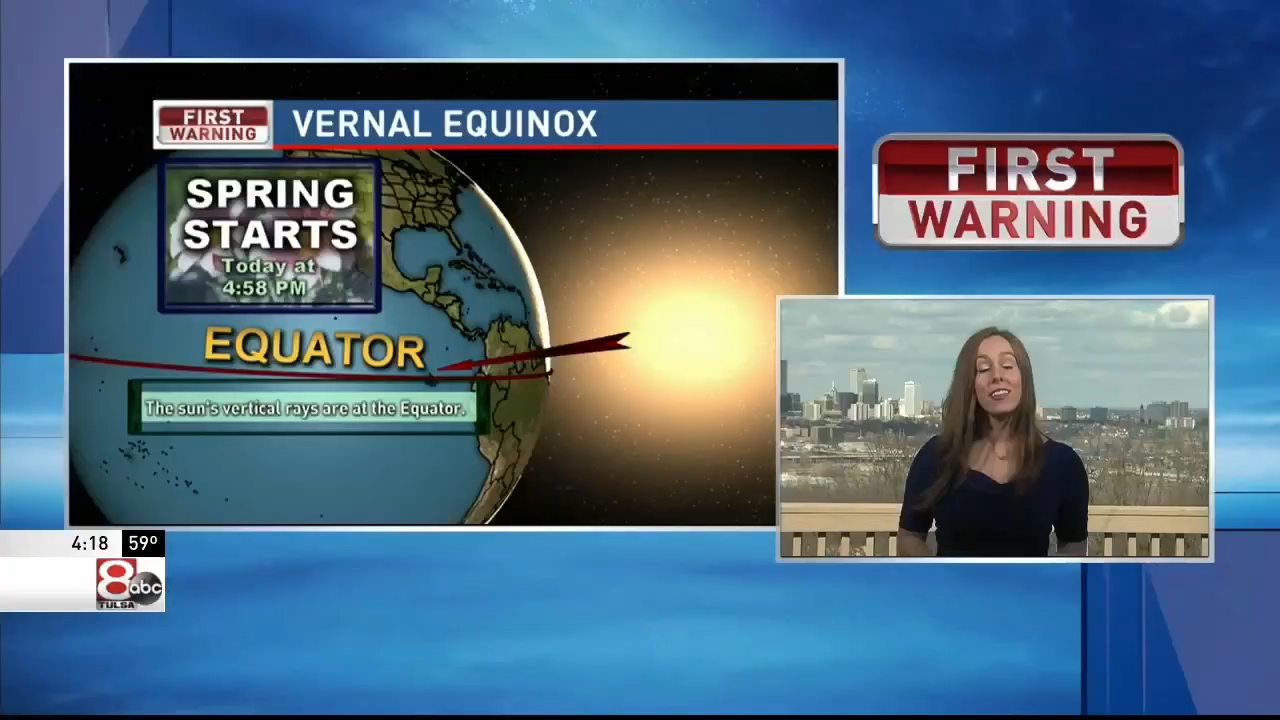 FIRST
WARNING
VERNAL EQUINOX
SPRING
STARTS
Today at
4:58 PM
EQUATOR
The sun's vertical rays are at the Equator.
FIRST
WARNING
4:18 59°
8 abc
TULSA